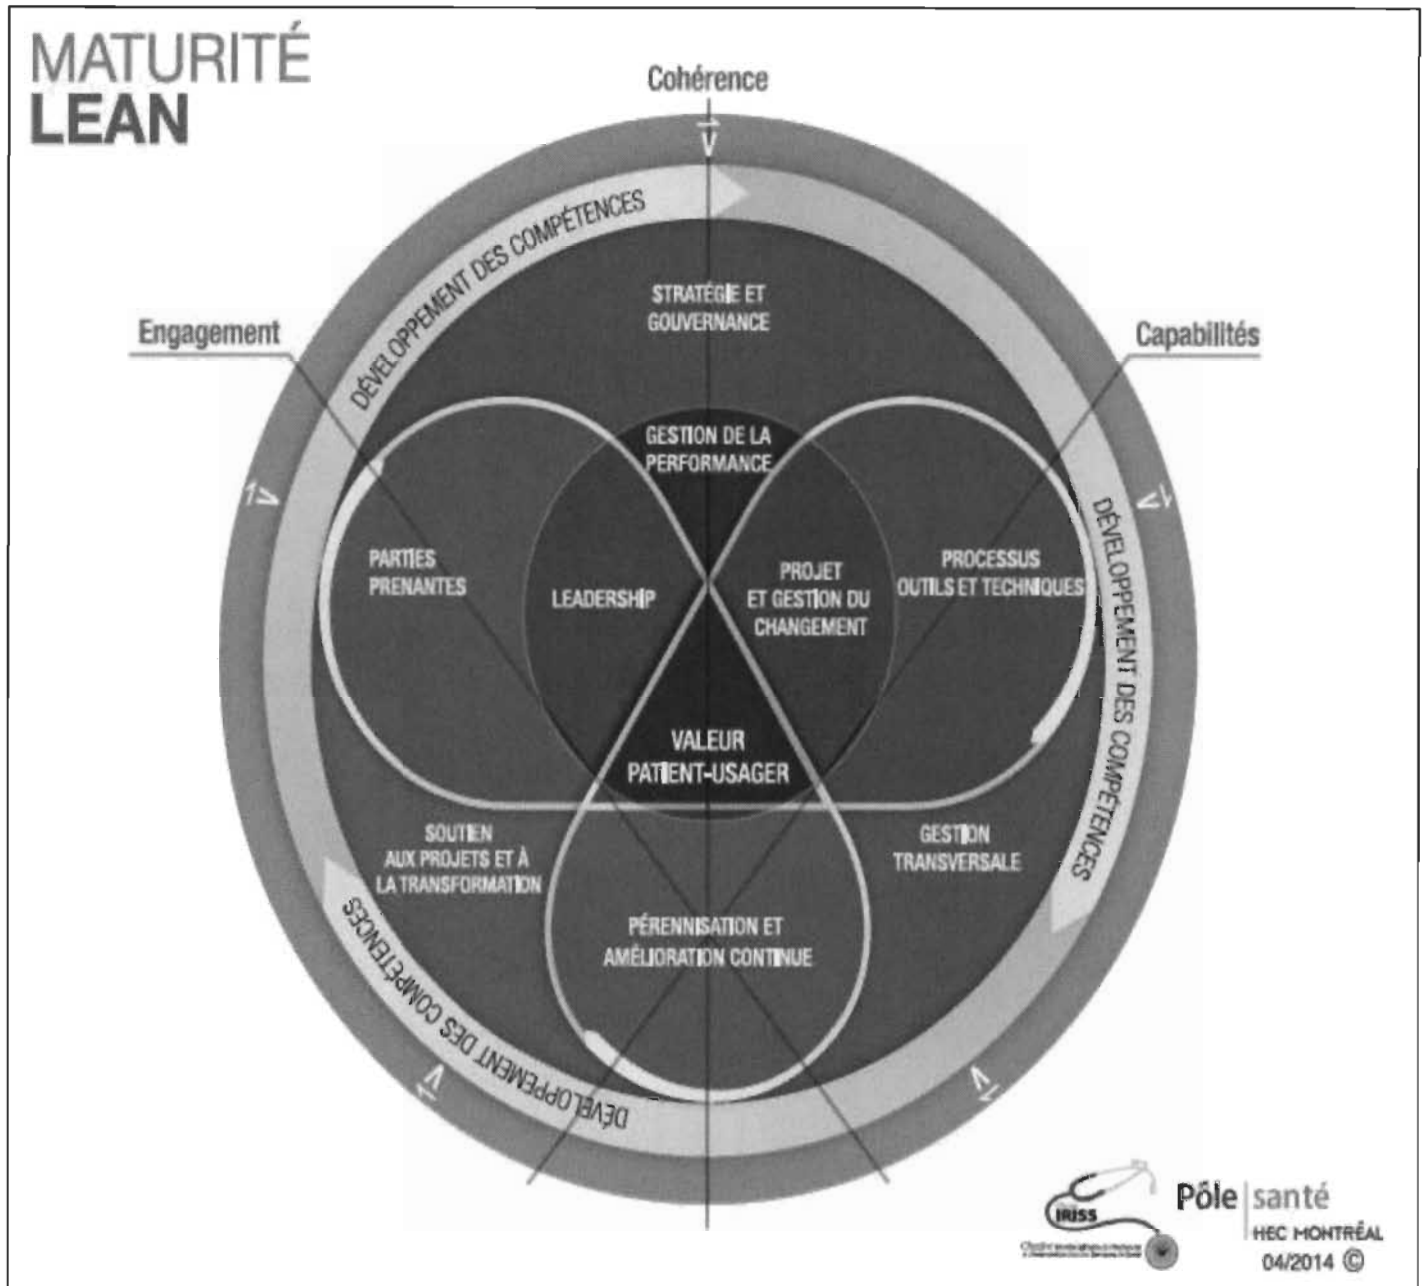 MATURITÉ
LEAN
Cohérence
Engagement
Capabilités
DÉVELOPPEMENT DES COMPÉTENCES
STRATÉGIE ET
GOUVERNANCE
GESTION DE LA
PERFORMANCE
PARTIES
PRENANTES
LEADERSHIP
PROJET
ET GESTION DU
CHANGEMENT
PROCESSUS
OUTILS ET TECHNIQUES
DÉVELOPPEMENT DES COMPÉTENCES
VALEUR
PATIENT-USAGER
SOUTIEN
AUX PROJETS ET À
LA TRANSFORMATION
GESTION
TRANSVERSALE
PÉRENNISATION ET
AMÉLIORATION CONTINUE
DÉVELOPPEMENT DES COMPÉTENCES
IRISS
Pôle santé
HEC MONTRÉAL
04/2014 ©